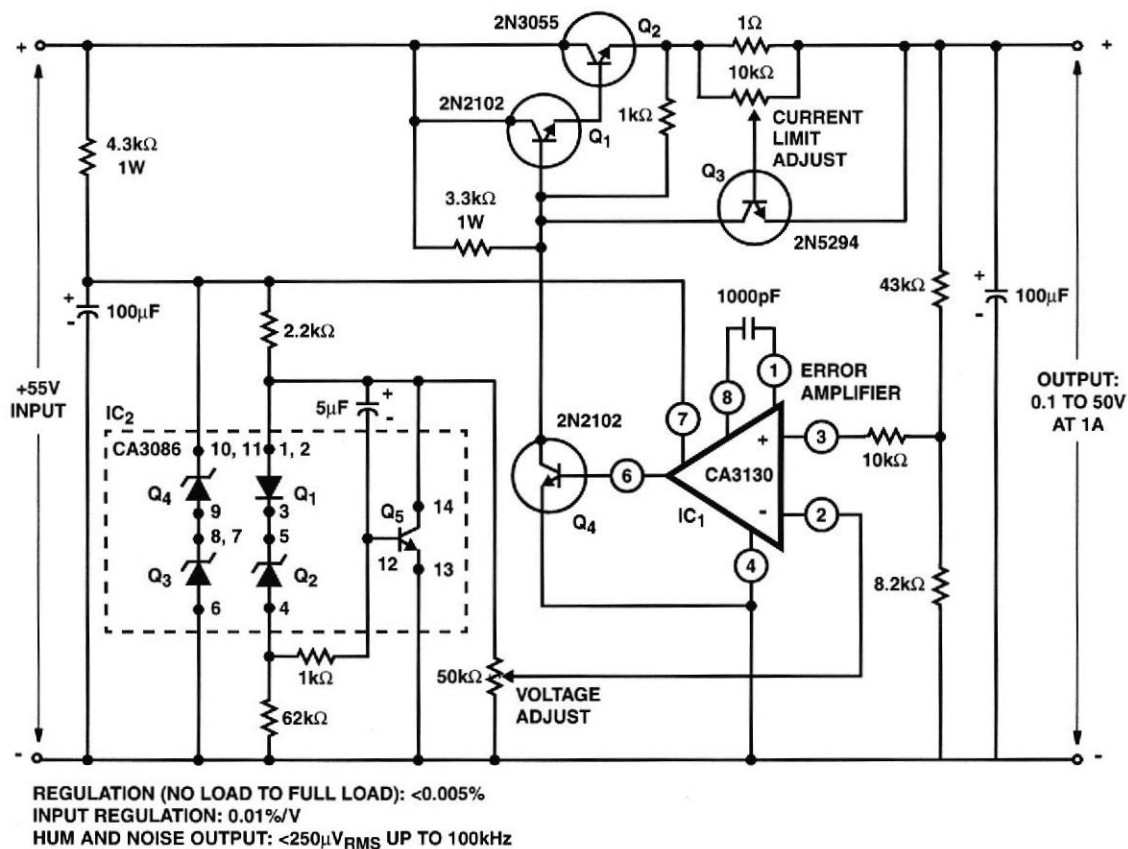 2N3055
Q2
1Ω
+
+
10kΩ
2N2102
Q1
1kΩ
CURRENT
LIMIT
ADJUST
4.3kΩ
1W
Q3
3.3kΩ
1W
2N5294
+
-
100μF
2.2kΩ
1000pF
43kΩ
+
-
100μF
+55V
INPUT
5μF
+
-
1
ERROR
AMPLIFIER
OUTPUT:
0.1 TO 50V
AT 1A
IC2
8
7
2N2102
CA3086
10, 11
1, 2
+
3
10kΩ
Q4
Q1
6
CA3130
9
3
14
Q5
8, 7
5
Q4
IC1
-
2
12
Q3
Q2
13
4
6
4
8.2kΩ
1kΩ
50kΩ
VOLTAGE
ADJUST
62kΩ
-
-
REGULATION (NO LOAD TO FULL LOAD): <0.005%
INPUT REGULATION: 0.01%/V
HUM AND NOISE OUTPUT: <250μVRMS UP TO 100kHz